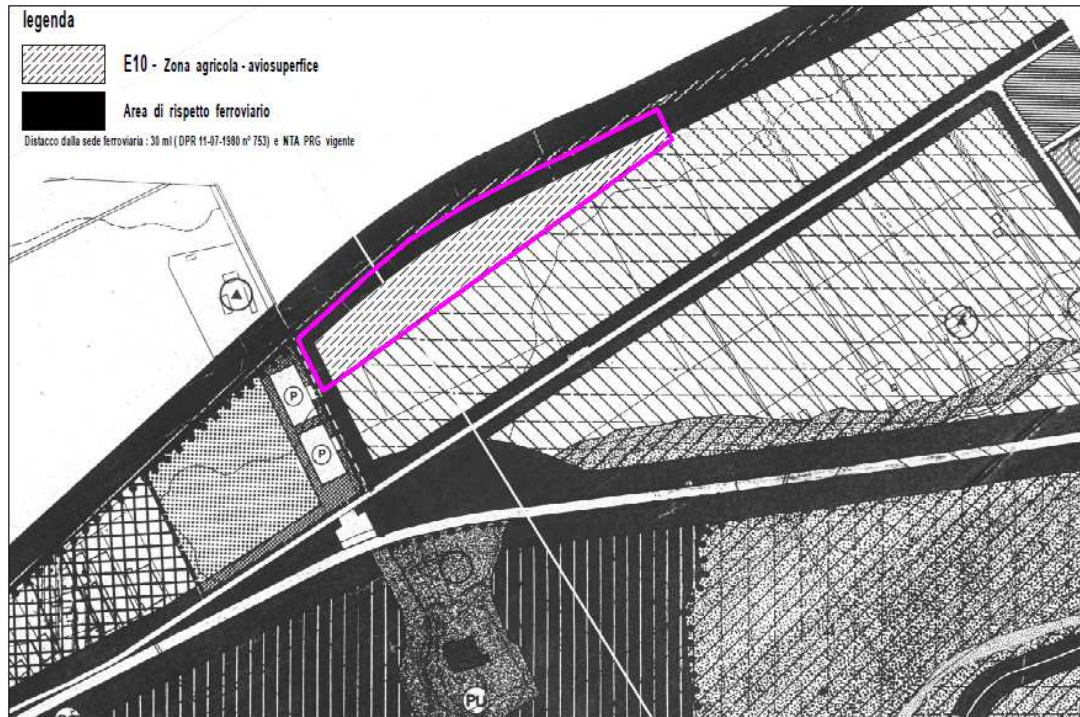 legenda
E10 - Zona agricola - aviosuperfice
Area di rispetto ferroviario
Distacco dalla sede ferroviaria : 30 ml ( DPR 11-07-1980 n° 753) e NTA PRG vigente
P
P
PU